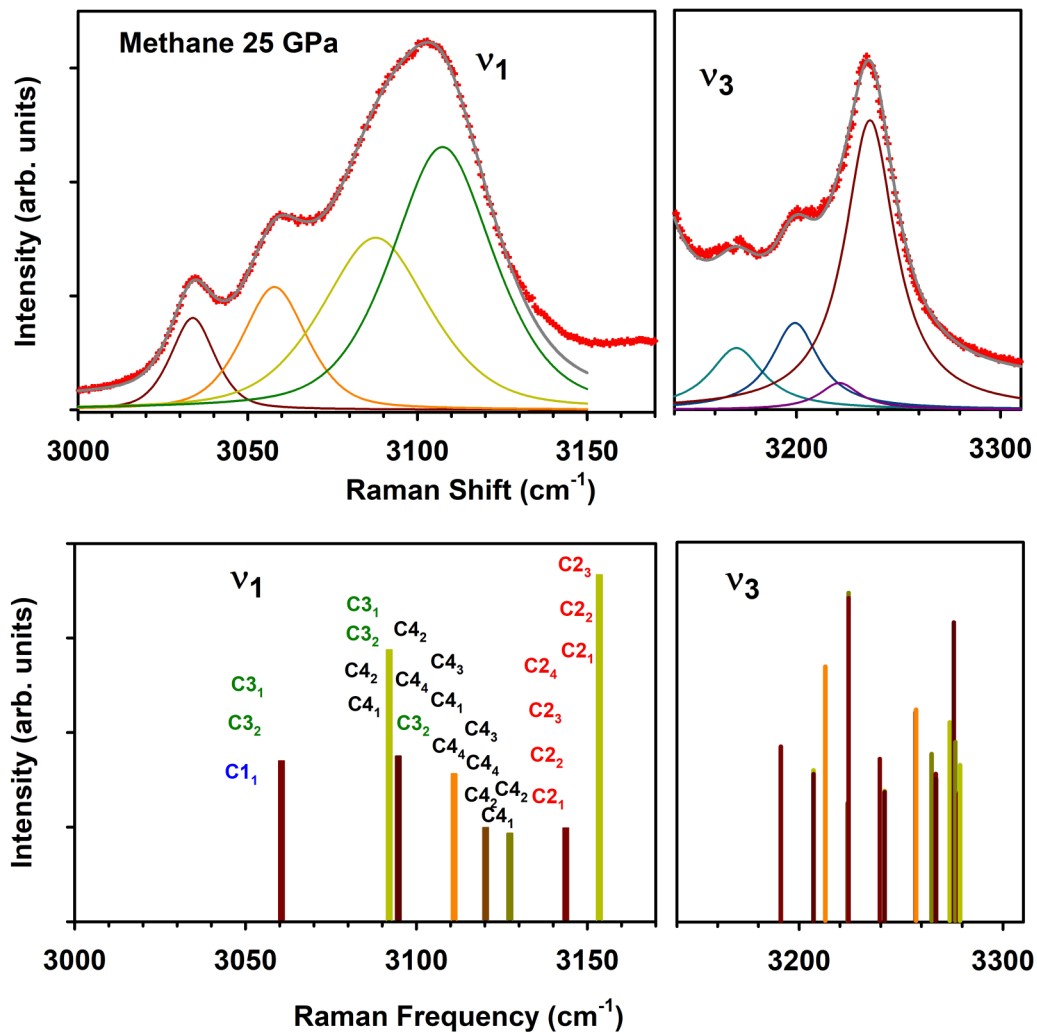 Methane 25 GPa
ν1
ν3
Intensity (arb. units)
3000 3050 3100 3150
3200 3300
Raman Shift (cm-1)
ν1
ν3
Intensity (arb. units)
C2₃
C3₁
C2₂
C4₂
C3₂
C2₁
C4₃
C2₄
C4₂
C4₄
C3₁
C4₁
C4₁
C2₃
C3₂
C3₂
C4₃
C4₄
C2₂
C4₄
C1₁
C4₂
C4₂
C2₁
C4₁
3000 3050 3100 3150
3200 3300
Raman Frequency (cm-1)